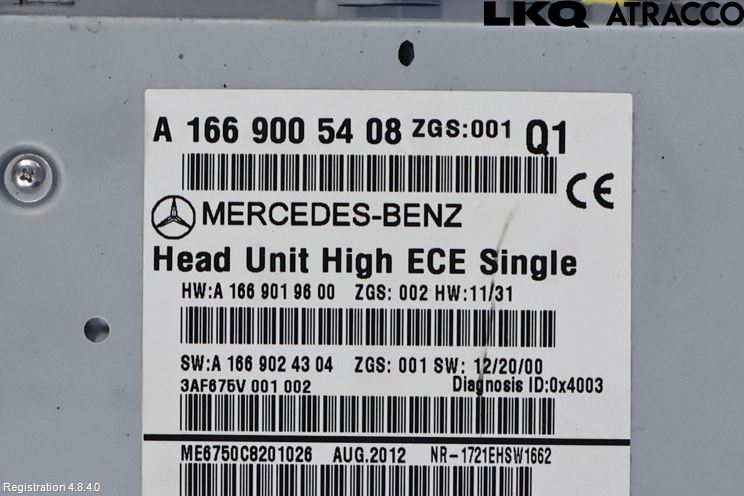 LKQ ATRACCO
A 166 900 54 08 ZGS:001 Q1
CE
MERCEDES-BENZ
Head Unit High ECE Single
HW:A 166 901 96 00 ZGS: 002 HW:11/31
SW:A 166 902 43 04 ZGS: 001 SW: 12/20/00
3AF675V 001 002 Diagnosis ID:0x4003
ME6750C8201026 AUG.2012 NR-1721EHSW1662
Registration 4.8.4.0